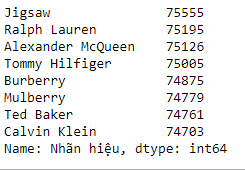 Jigsaw 75555
Ralph Lauren 75195
Alexander McQueen 75126
Tommy Hilfiger 75005
Burberry 74875
Mulberry 74779
Ted Baker 74761
Calvin Klein 74703
Name: Nhãn hiệu, dtype: int64